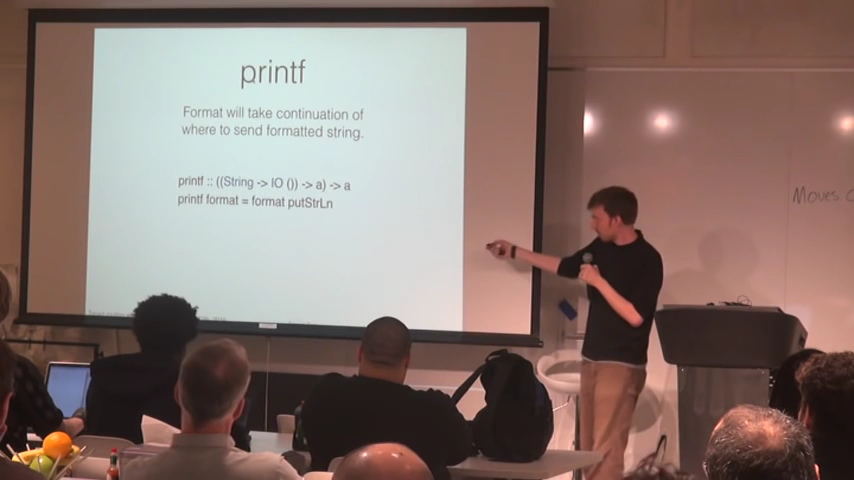 printf
Format will take continuation of
where to send formatted string.
printf :: ((String -> IO ()) -> a) -> a
printf format = format putStrLn
Moves